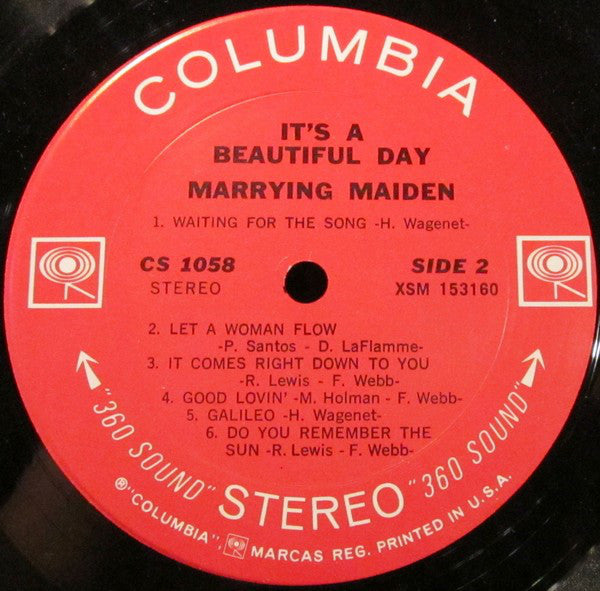 COLUMBIA
IT'S A
BEAUTIFUL DAY
MARRYING MAIDEN
1. WAITING FOR THE SONG -H. Wagenet-
CS 1058
STEREO
SIDE 2
XSM 153160
2. LET A WOMAN FLOW
-P. Santos - D. LaFlamme-
3. IT COMES RIGHT DOWN TO YOU
-R. Lewis - F. Webb-
4. GOOD LOVIN' -M. Holman - F. Webb-
5. GALILEO -H. Wagenet-
6. DO YOU REMEMBER THE
SUN -R. Lewis - F. Webb-
"360 SOUND" STEREO "360 SOUND"
® "COLUMBIA", MARCAS REG. PRINTED IN U.S.A.